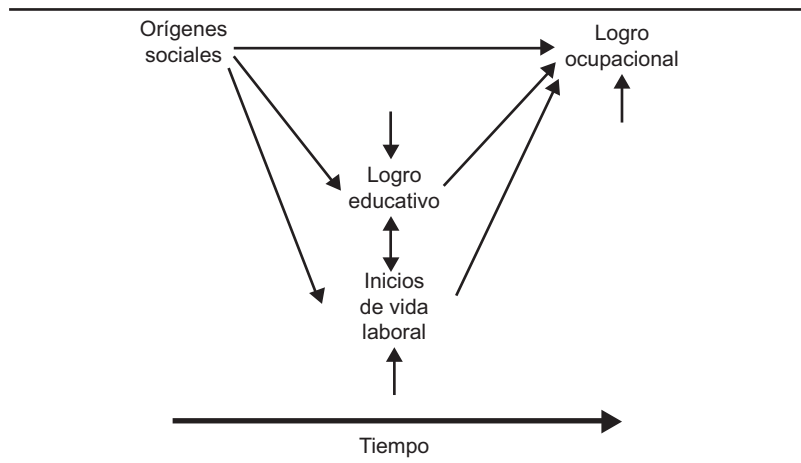 Orígenes
sociales
Logro
ocupacional
Logro
educativo
Inicios
de vida
laboral
Tiempo